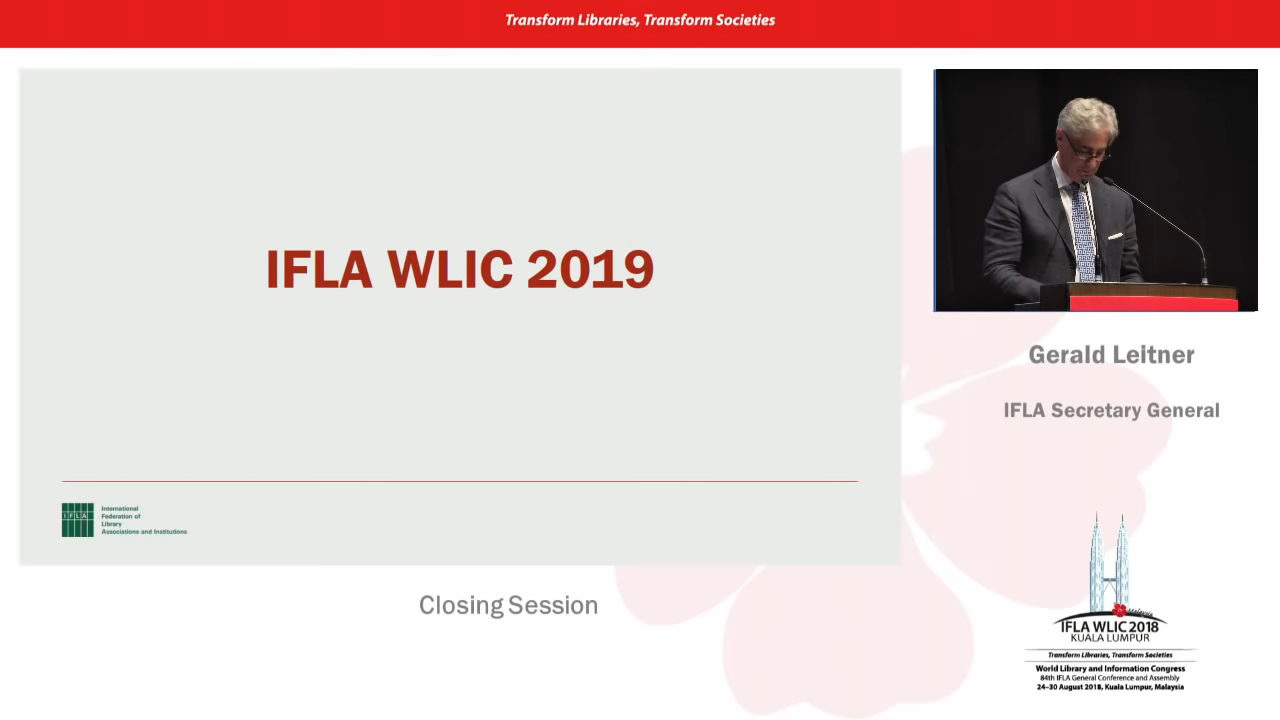 Transform Libraries, Transform Societies
IFLA WLIC 2019
IFLA
International
Federation of
Library
Associations and Institutions
Closing Session
Gerald Leitner
IFLA Secretary General
Malaysia
IFLA WLIC 2018
KUALA LUMPUR
Transform Libraries, Transform Societies
World Library and Information Congress
84th IFLA General Conference and Assembly
24–30 August 2018, Kuala Lumpur, Malaysia